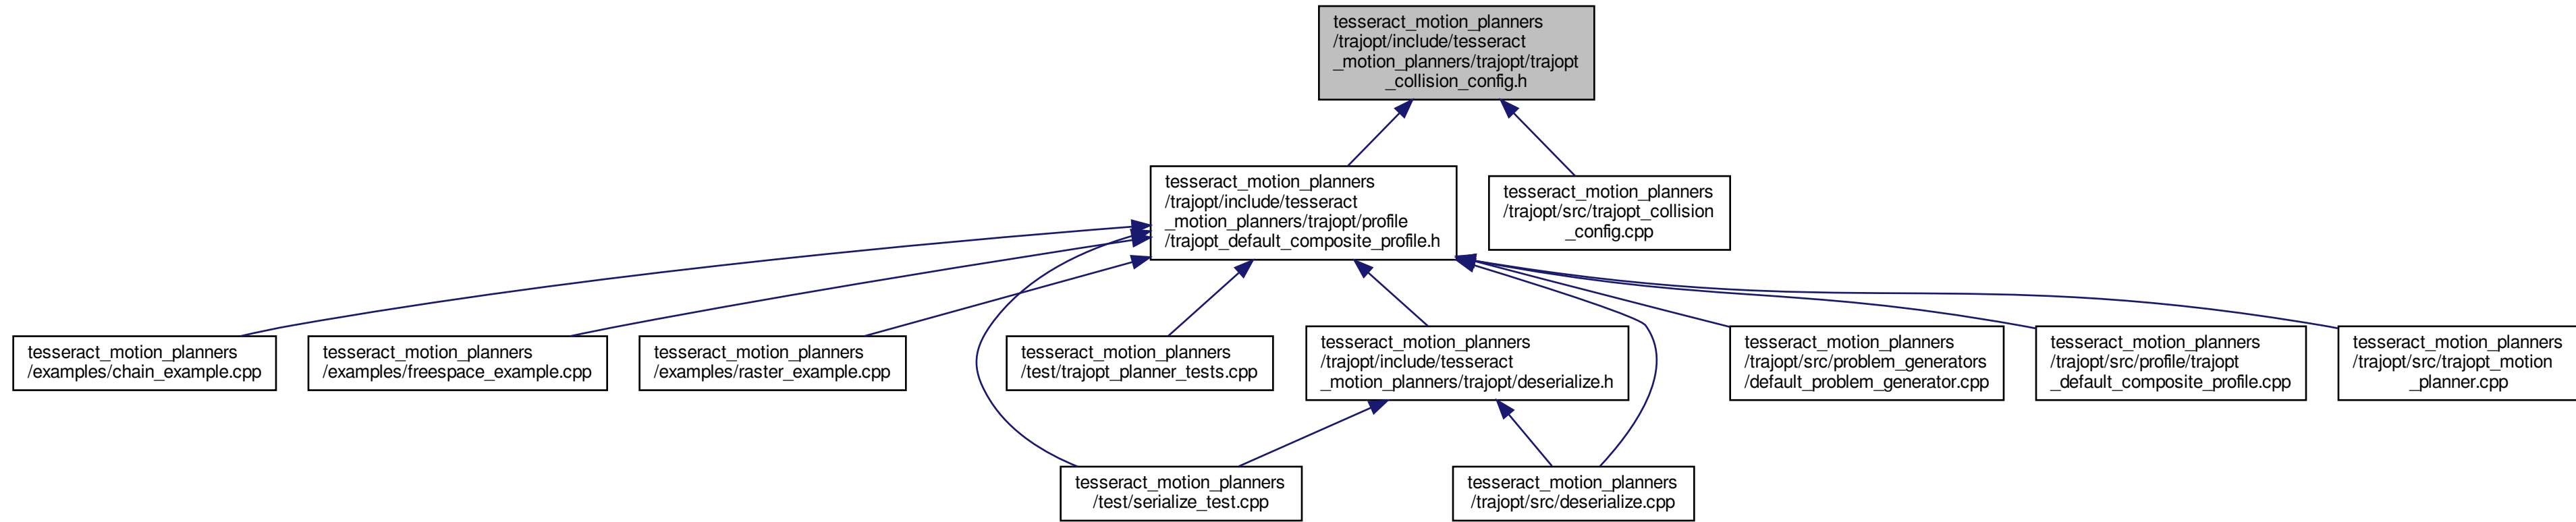 tesseract_motion_planners
/trajopt/include/tesseract
_motion_planners/trajopt/trajopt
_collision_config.h
tesseract_motion_planners
/trajopt/include/tesseract
_motion_planners/trajopt/profile
/trajopt_default_composite_profile.h
tesseract_motion_planners
/trajopt/src/trajopt_collision
_config.cpp
tesseract_motion_planners
/examples/chain_example.cpp
tesseract_motion_planners
/examples/freespace_example.cpp
tesseract_motion_planners
/examples/raster_example.cpp
tesseract_motion_planners
/test/trajopt_planner_tests.cpp
tesseract_motion_planners
/trajopt/include/tesseract
_motion_planners/trajopt/deserialize.h
tesseract_motion_planners
/trajopt/src/problem_generators
/default_problem_generator.cpp
tesseract_motion_planners
/trajopt/src/profile/trajopt
_default_composite_profile.cpp
tesseract_motion_planners
/trajopt/src/trajopt_motion
_planner.cpp
tesseract_motion_planners
/test/serialize_test.cpp
tesseract_motion_planners
/trajopt/src/deserialize.cpp